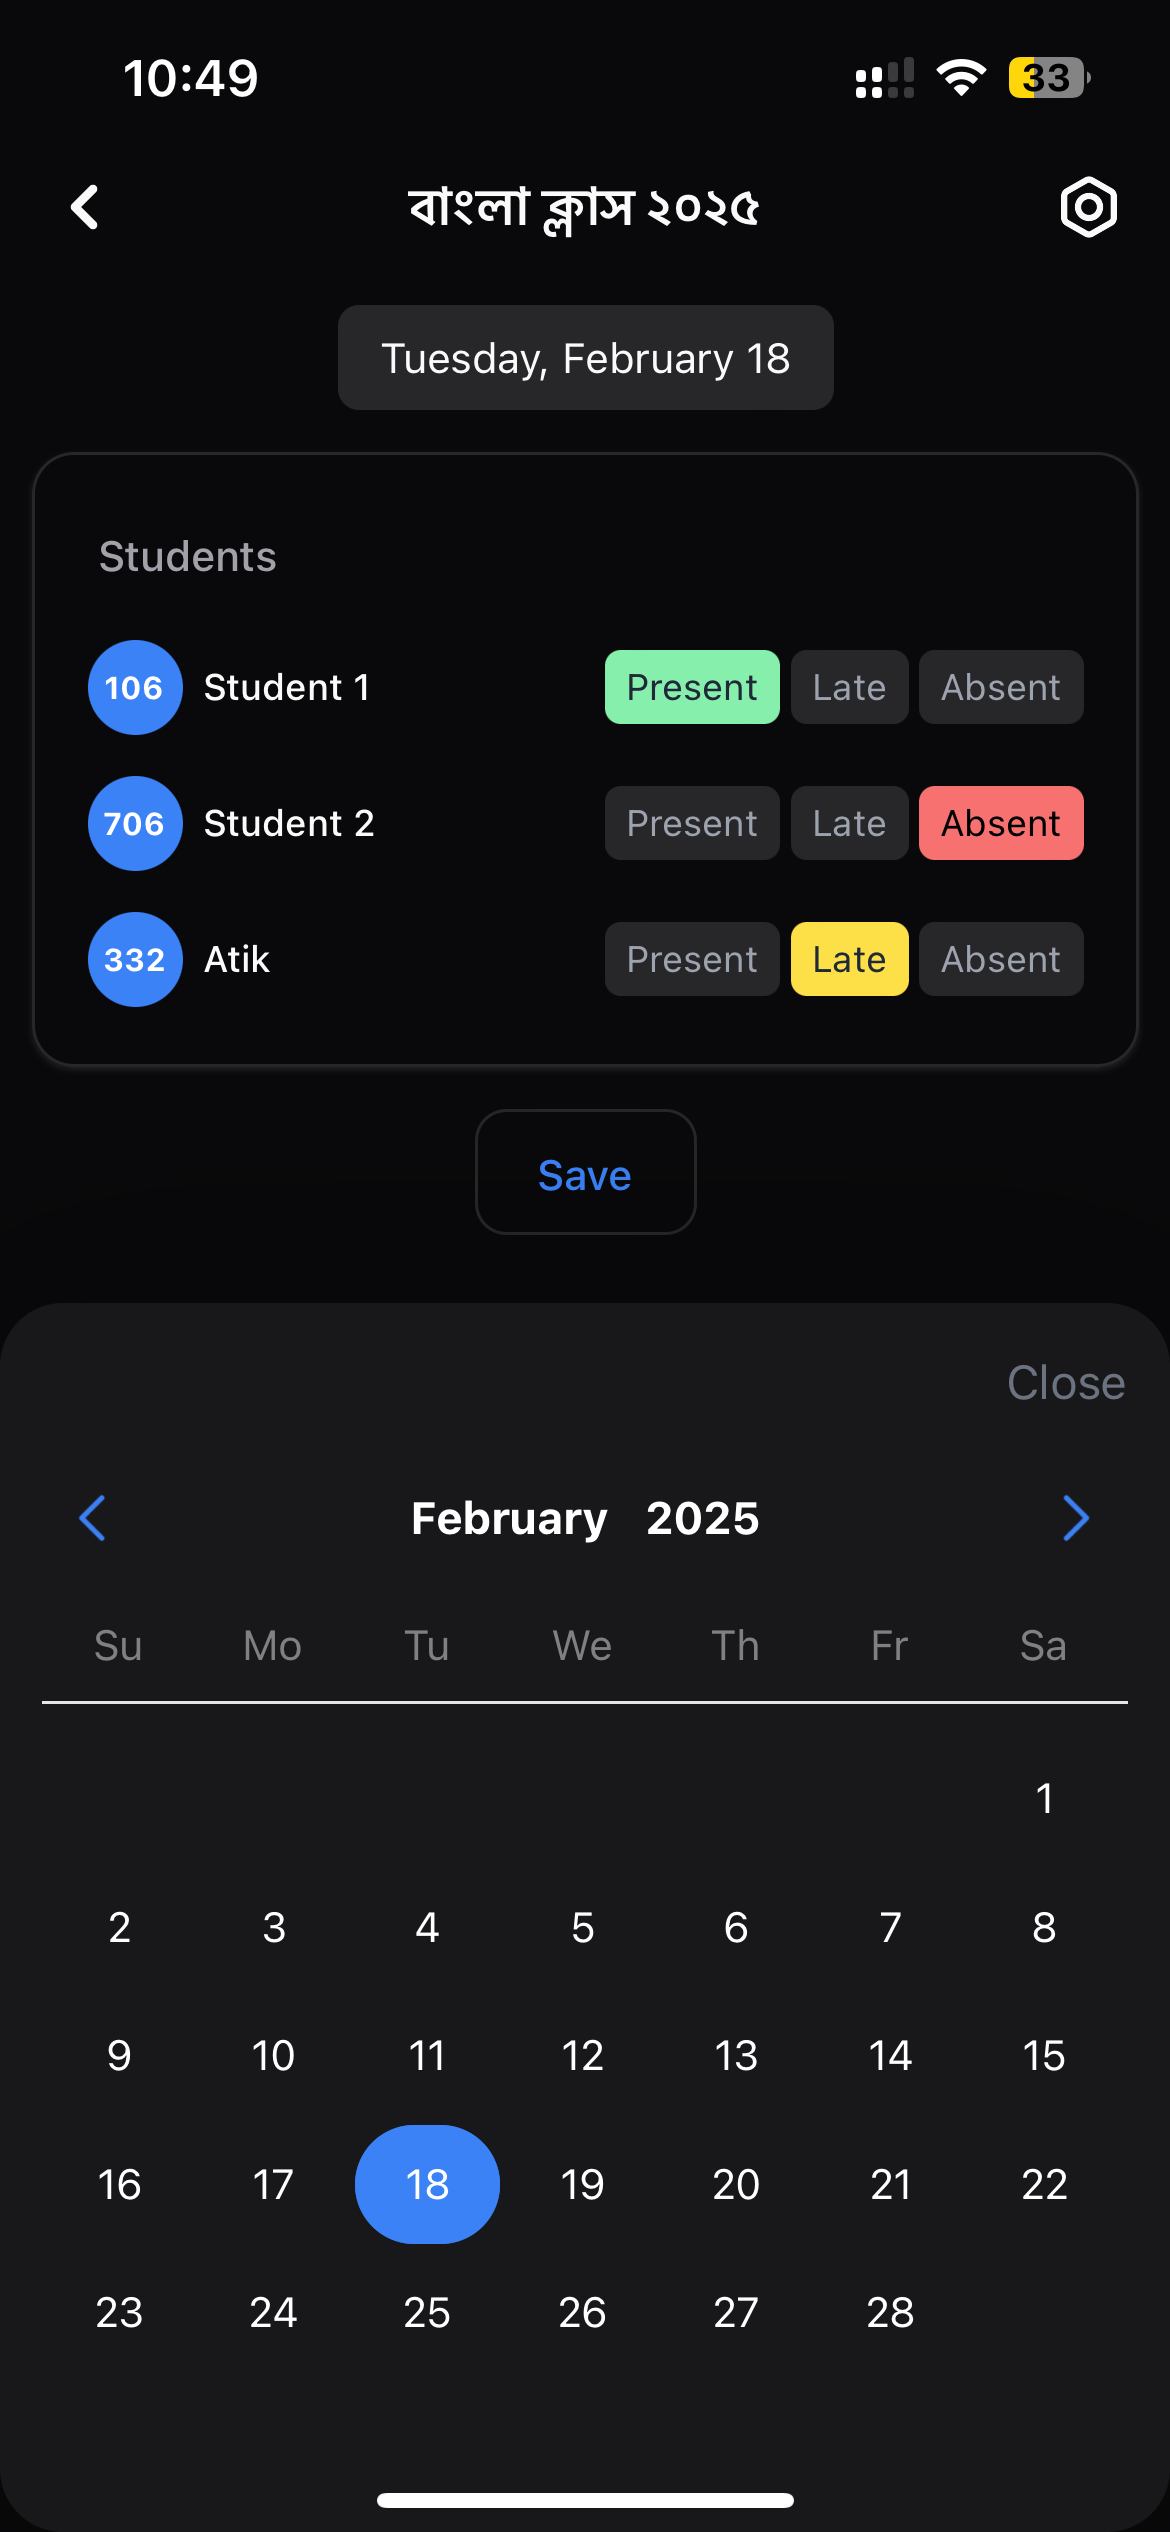 10:49
33
বাংলা ক্লাস ২০২৫
Tuesday, February 18
Students
106 Student 1 Present Late Absent
706 Student 2 Present Late Absent
332 Atik Present Late Absent
Save
Close
February 2025
Su Mo Tu We Th Fr Sa
1
2 3 4 5 6 7 8
9 10 11 12 13 14 15
16 17 18 19 20 21 22
23 24 25 26 27 28